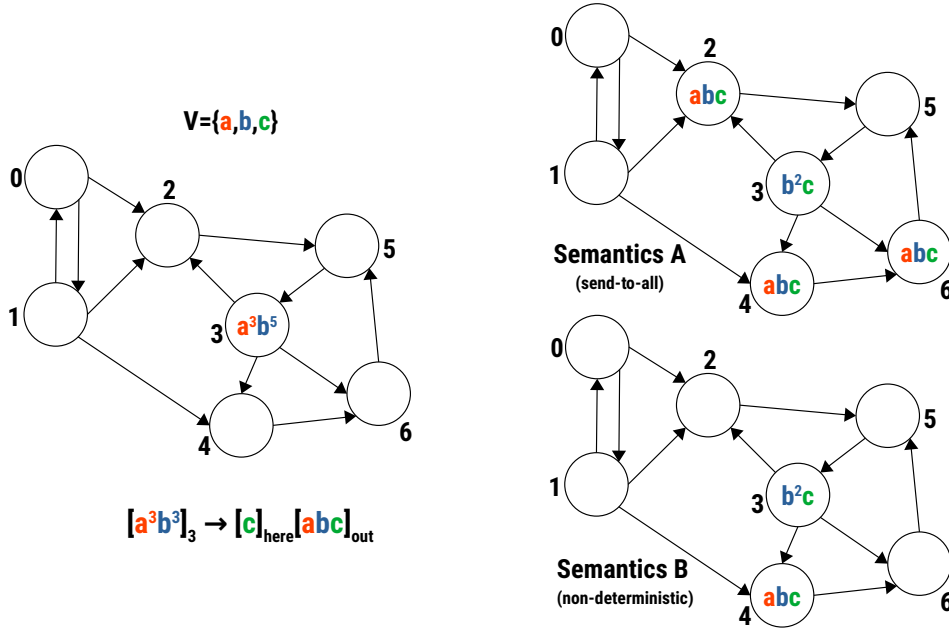 V={a,b,c}
0
2
1
3
a³b⁵
5
4
6
[a³b³]₃ → [c]here[abc]out
0
2
abc
5
1
3
b²c
Semantics A
(send-to-all)
abc
6
4
abc
0
2
5
1
3
b²c
Semantics B
(non-deterministic)
4
abc
6